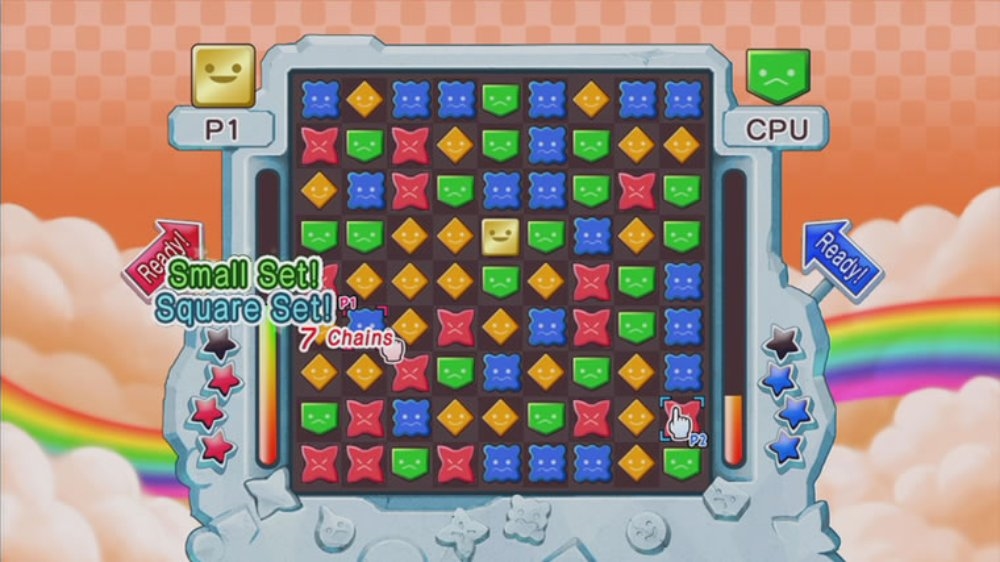 P1
CPU
Ready!
Ready!
Small Set!
Square Set!
P1
7 Chains
P2